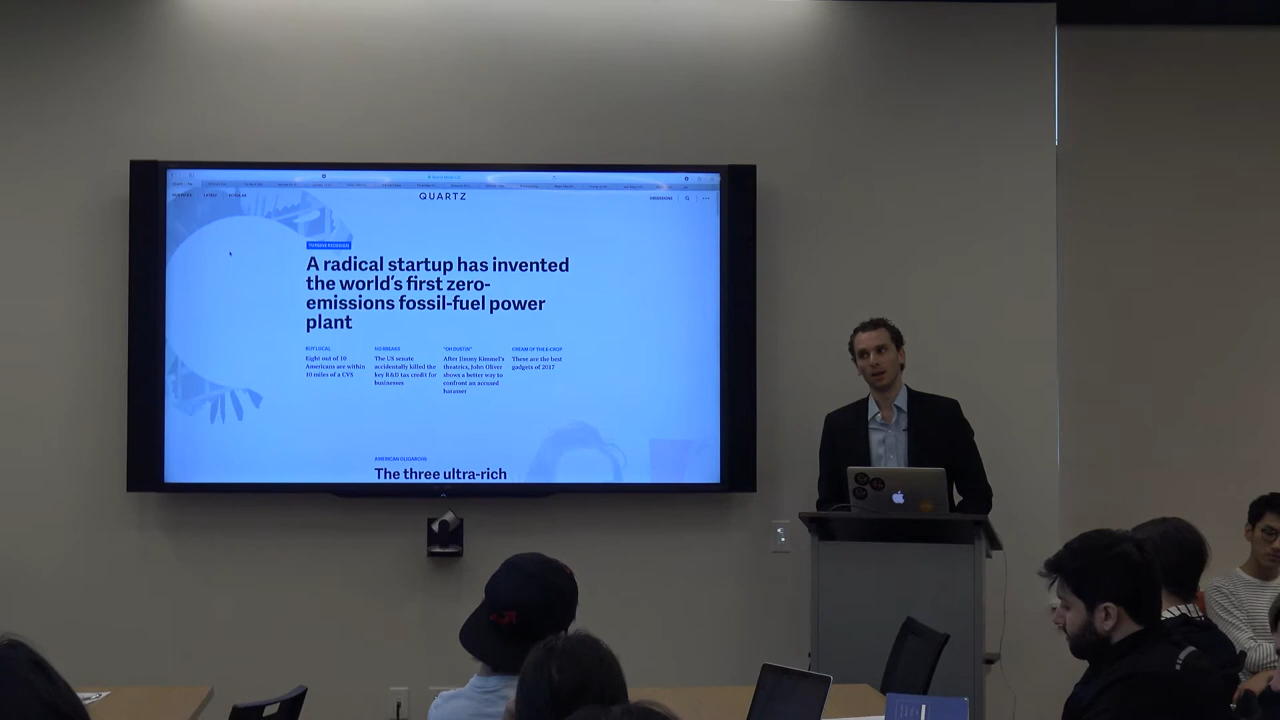 QUARTZ
LATEST
POPULAR
OBSESSIONS
A radical startup has invented
the world's first zero-
emissions fossil-fuel power
plant
BUY LOCAL
Eight out of 10
Americans are within
10 miles of a CVS
NO BREAKS
The US senate
accidentally killed the
key R&D tax credit for
businesses
"OH DUSTIN"
After Jimmy Kimmel's
theatrics, John Oliver
shows a better way to
confront an accused
harasser
CREAM OF THE E-CROP
These are the best
gadgets of 2017
AMERICAN OLIGARCHS
The three ultra-rich